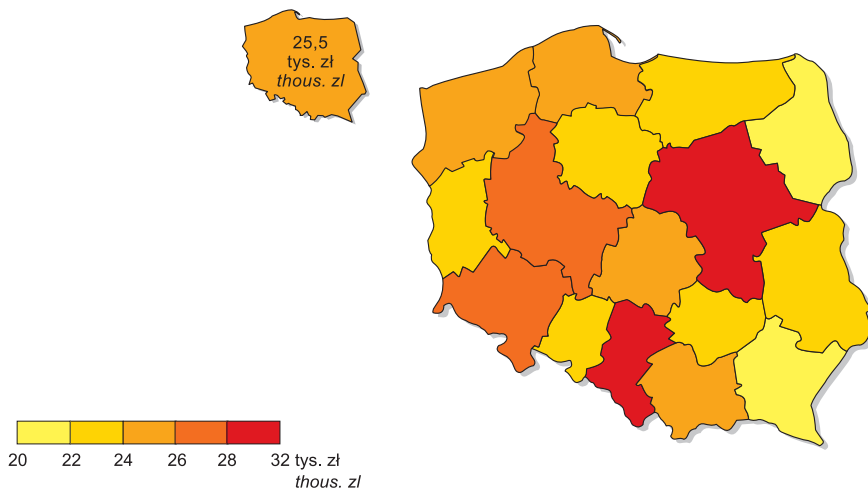 25,5
tys. zł
thous. zl
20 22 24 26 28 32 tys. zł
thous. zl